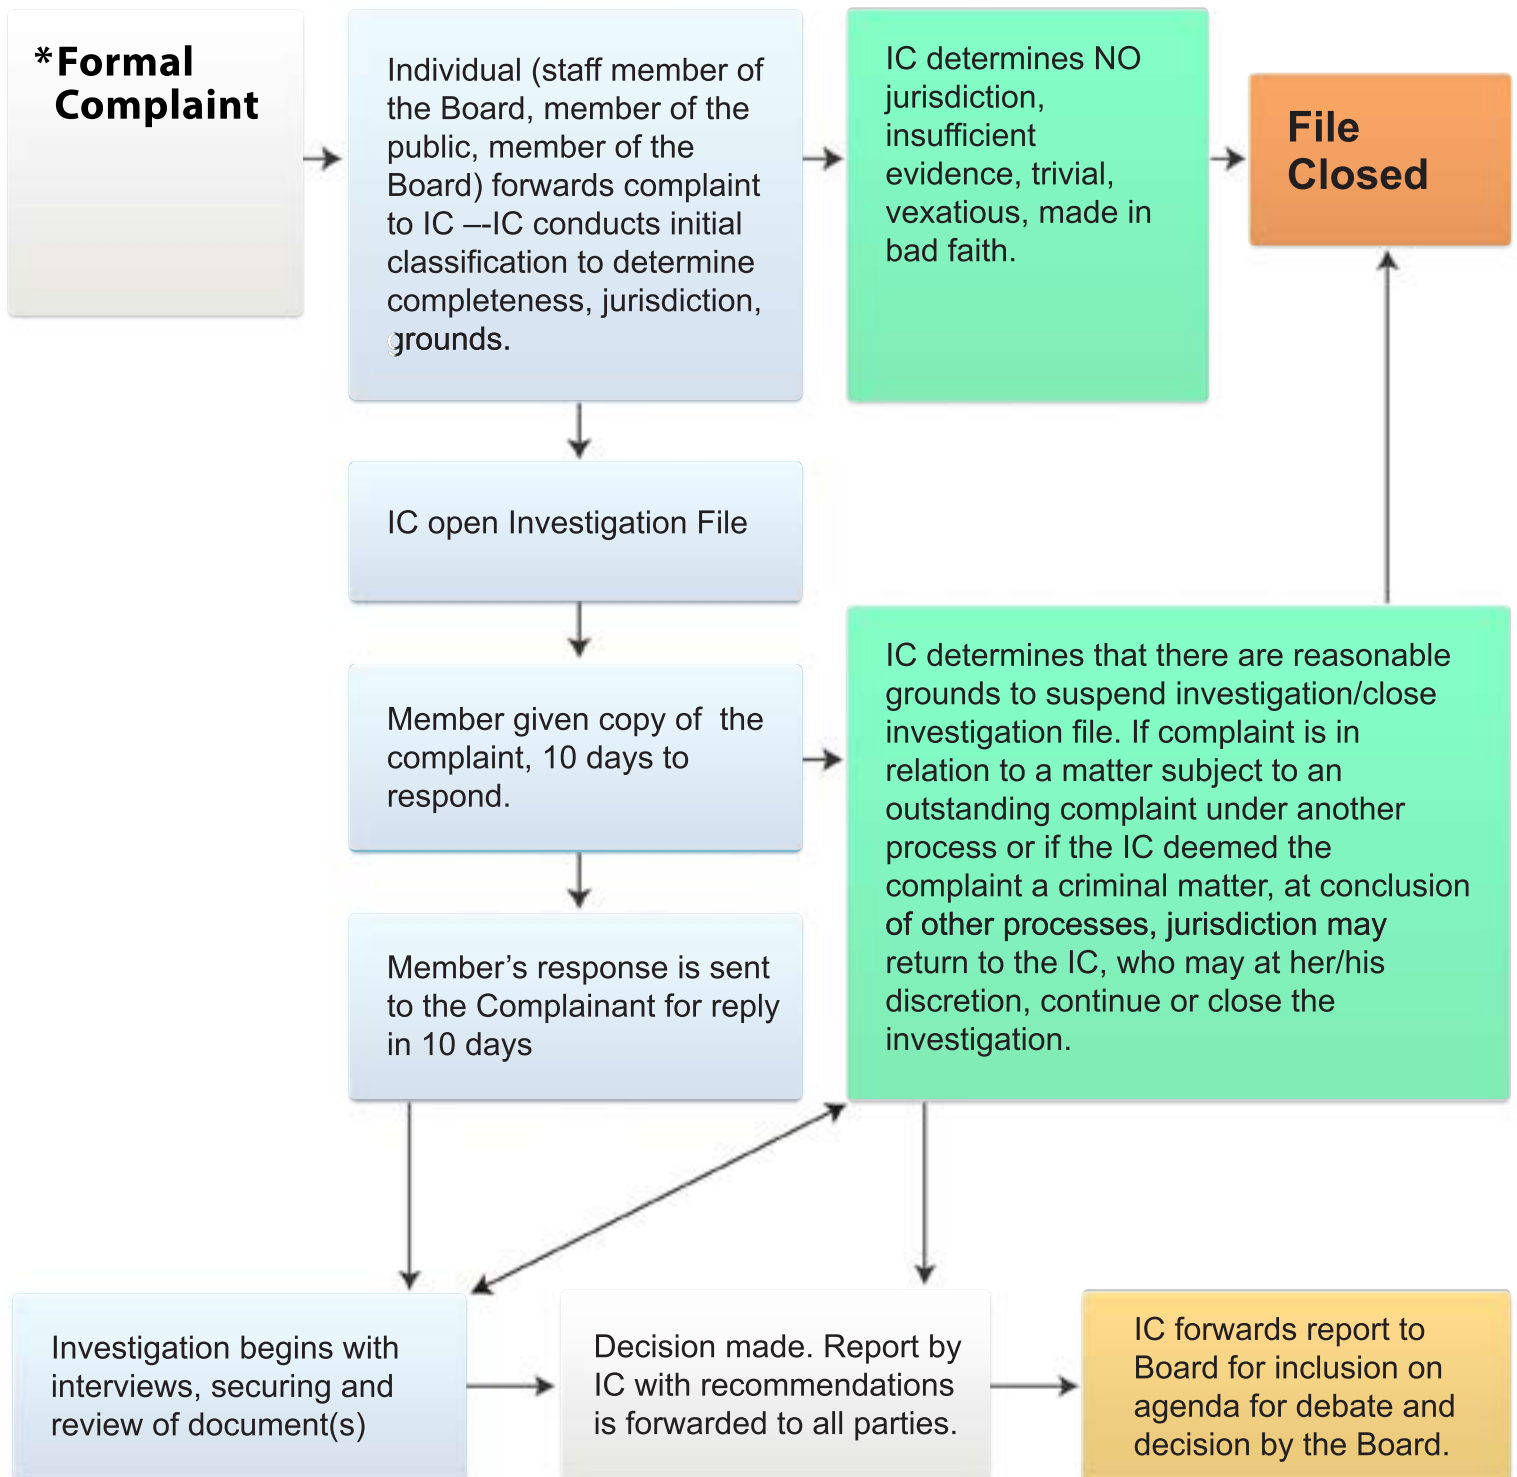 *Formal
Complaint
Individual (staff member of
the Board, member of the
public, member of the
Board) forwards complaint
to IC –-IC conducts initial
classification to determine
completeness, jurisdiction,
grounds.
IC determines NO
jurisdiction,
insufficient
evidence, trivial,
vexatious, made in
bad faith.
File
Closed
IC open Investigation File
Member given copy of the
complaint, 10 days to
respond.
IC determines that there are reasonable
grounds to suspend investigation/close
investigation file. If complaint is in
relation to a matter subject to an
outstanding complaint under another
process or if the IC deemed the
complaint a criminal matter, at conclusion
of other processes, jurisdiction may
return to the IC, who may at her/his
discretion, continue or close the
investigation.
Member’s response is sent
to the Complainant for reply
in 10 days
Investigation begins with
interviews, securing and
review of document(s)
Decision made. Report by
IC with recommendations
is forwarded to all parties.
IC forwards report to
Board for inclusion on
agenda for debate and
decision by the Board.